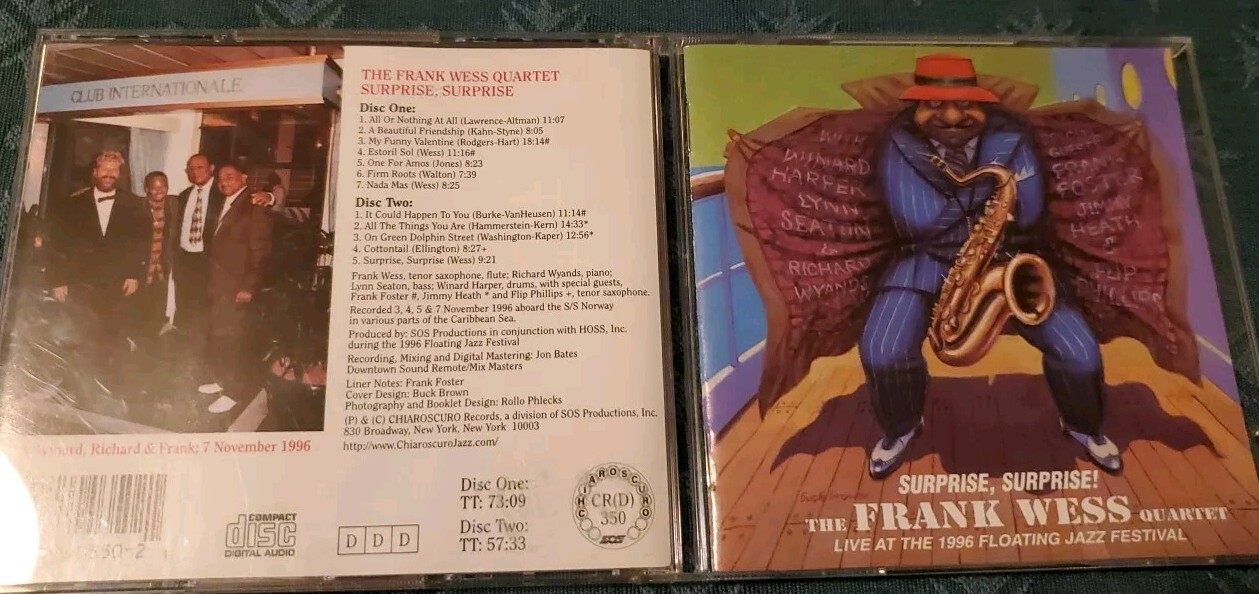 CLUB INTERNATIONALE
Richard & Frank; 7 November 1996
THE FRANK WESS QUARTET
SURPRISE, SURPRISE
Disc One:
1. All Or Nothing At All (Lawrence-Altman) 11:07
2. A Beautiful Friendship (Kahn-Styne) 8:05
3. My Funny Valentine (Rodgers-Hart) 18:14#
4. Estoril Sol (Wess) 11:16#
5. One For Amos (Jones) 8:23
6. Firm Roots (Walton) 7:39
7. Nada Mas (Wess) 8:25
Disc Two:
1. It Could Happen To You (Burke-VanHeusen) 11:14#
2. All The Things You Are (Hammerstein-Kern) 14:33*
3. On Green Dolphin Street (Washington-Kaper) 12:56*
4. Cottontail (Ellington) 8:27+
5. Surprise, Surprise (Wess) 9:21
Frank Wess, tenor saxophone, flute; Richard Wyands, piano;
Lynn Seaton, bass; Winard Harper, drums, with special guests,
Frank Foster #, Jimmy Heath * and Flip Phillips +, tenor saxophone.
Recorded 3, 4, 5 & 7 November 1996 aboard the S/S Norway
in various parts of the Caribbean Sea.
Produced by: SOS Productions in conjunction with HOSS, Inc.
during the 1996 Floating Jazz Festival
Recording, Mixing and Digital Mastering: Jon Bates
Downtown Sound Remote/Mix Masters
Liner Notes: Frank Foster
Cover Design: Buck Brown
Photography and Booklet Design: Rollo Phlecks
(P) & (C) CHIAROSCURO Records, a division of SOS Productions, Inc.
830 Broadway, New York, New York 10003
http://www.ChiaroscuroJazz.com/
COMPACT
disc
DIGITAL AUDIO
D D D
Disc One:
TT: 73:09
Disc Two:
TT: 57:33
CHIAROSCURO
CR(D)
350
SOS
WITH
WINARD
HARPER
LYNN
SEATON
&
RICHARD
WYANDS
GUESTS
FRANK
FOSTER
JIMMY
HEATH
&
FLIP
PHILLIPS
SURPRISE, SURPRISE!
THE FRANK WESS QUARTET
LIVE AT THE 1996 FLOATING JAZZ FESTIVAL